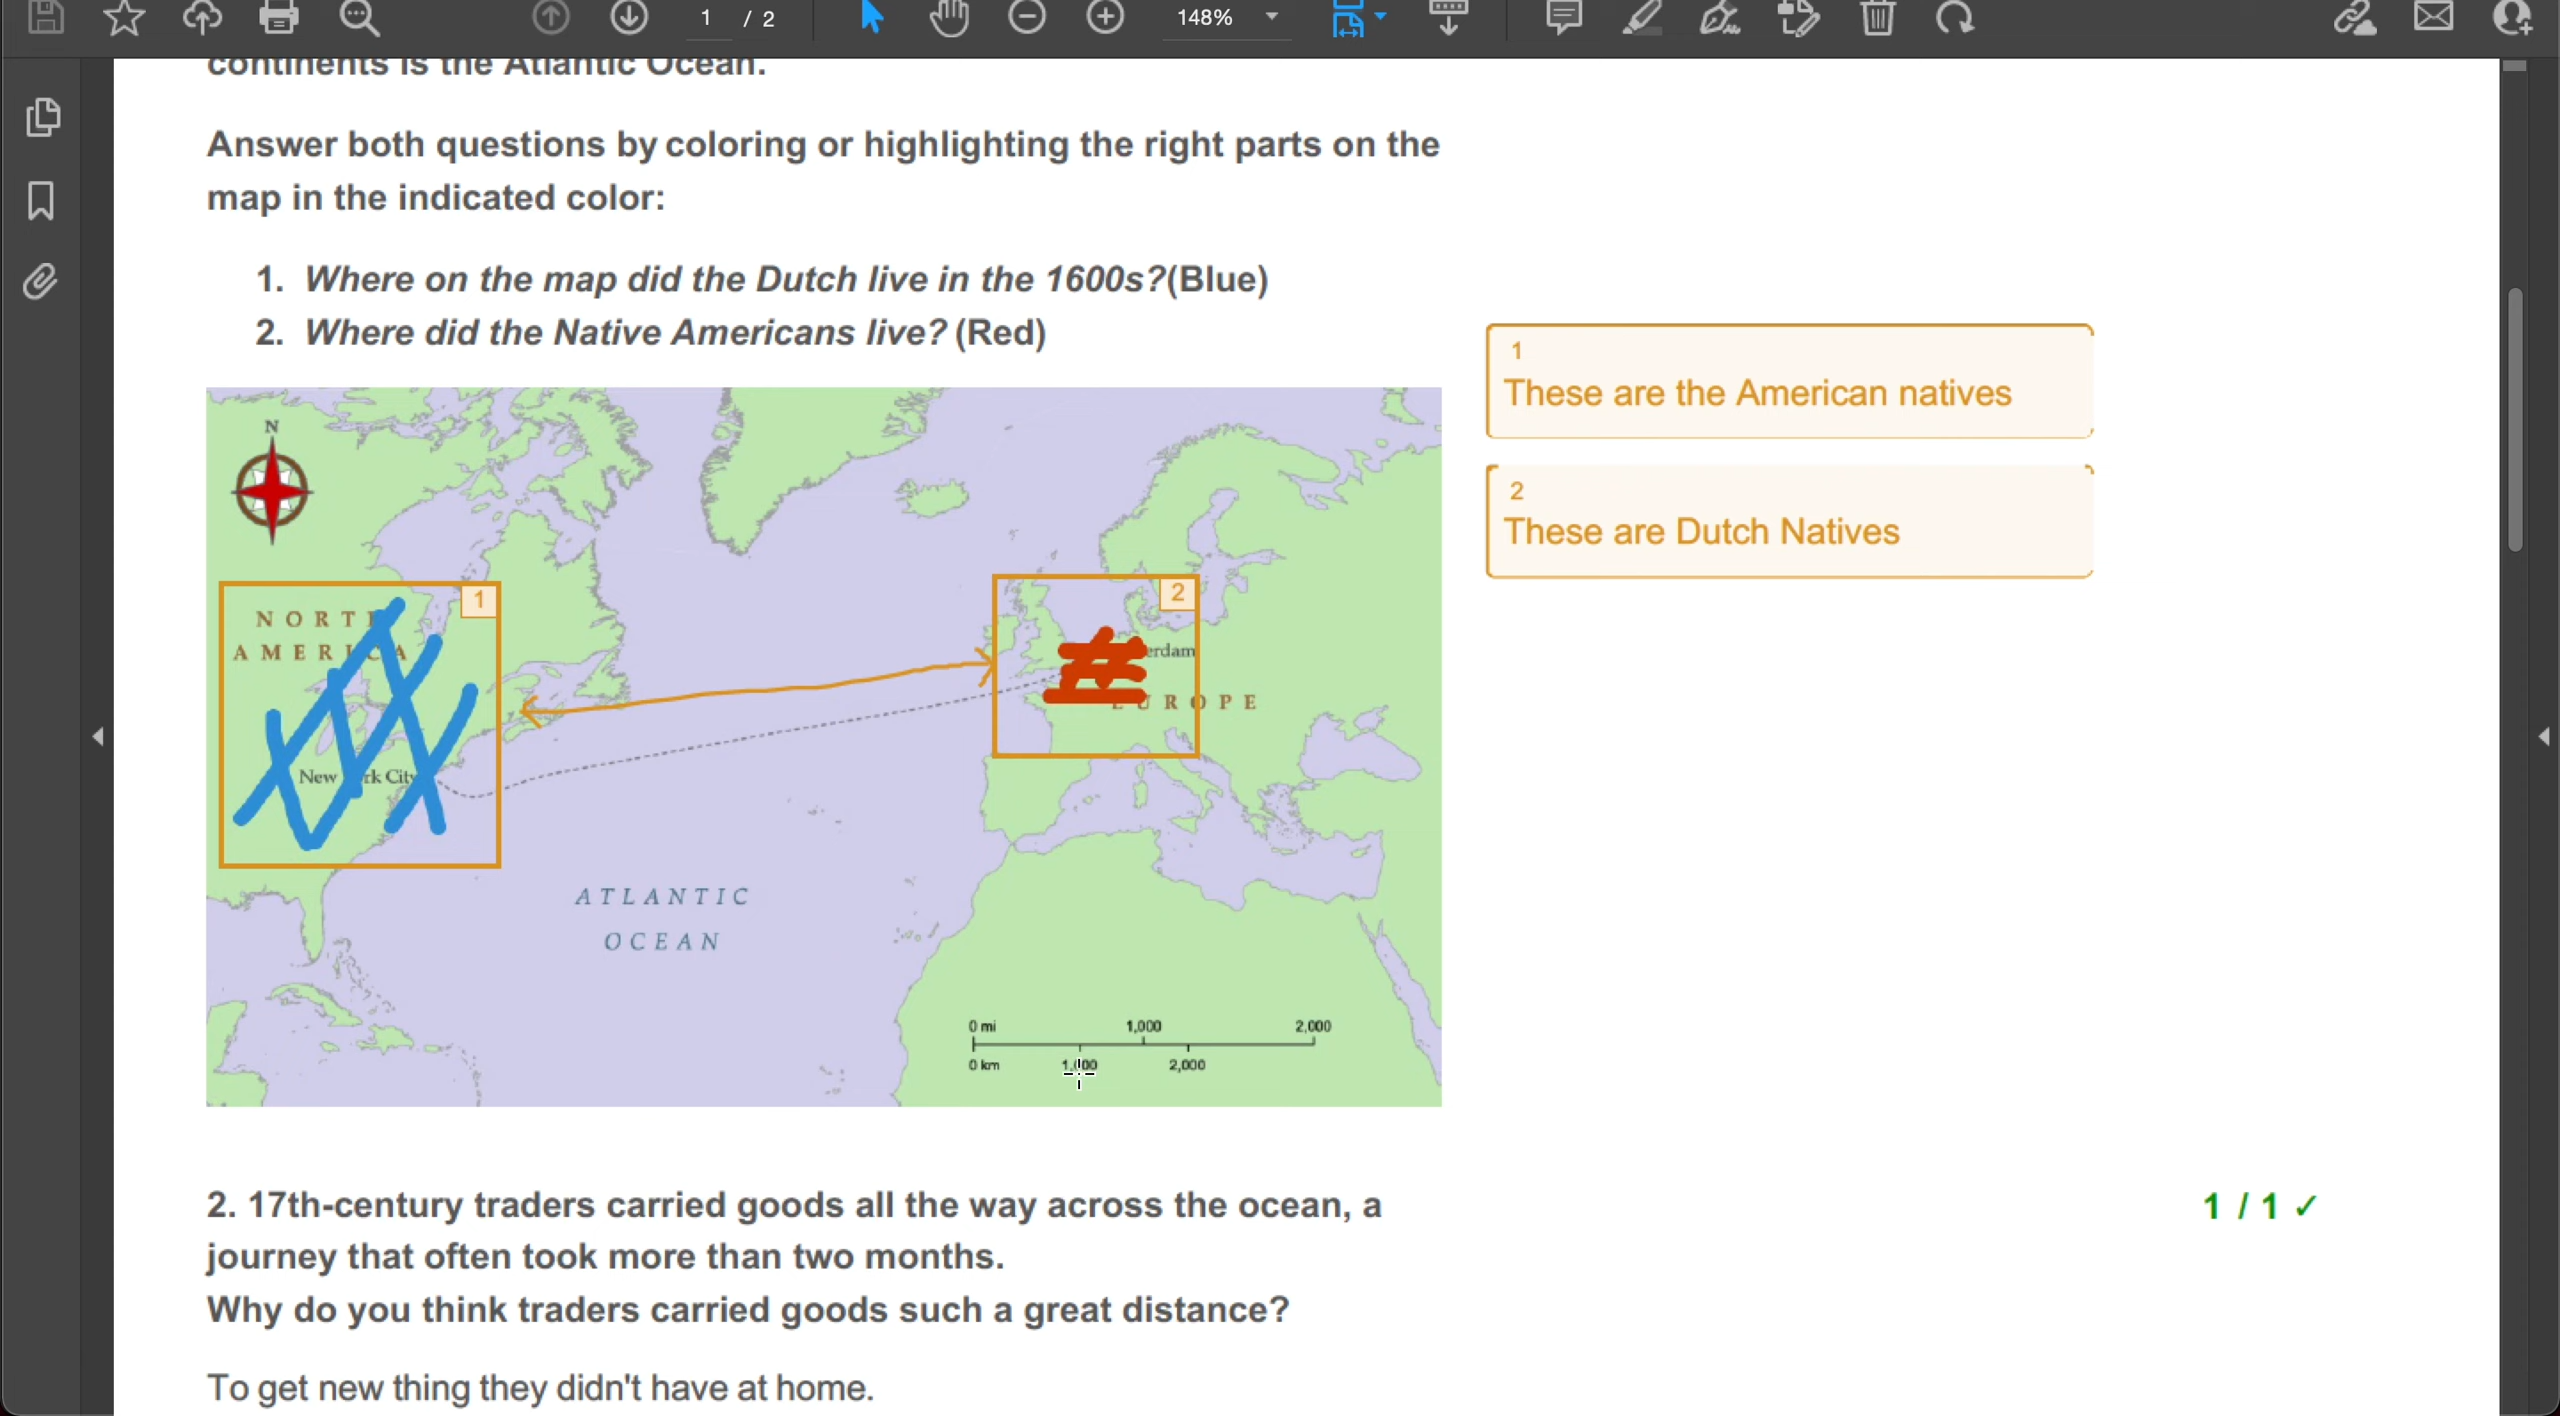 1 / 2
148%
continents is the Atlantic Ocean.
Answer both questions by coloring or highlighting the right parts on the
map in the indicated color:
1. Where on the map did the Dutch live in the 1600s?(Blue)
2. Where did the Native Americans live? (Red)
1
These are the American natives
2
These are Dutch Natives
N
1
2
NORT
AMERICA
erdam
EUROPE
New rk City
ATLANTIC
OCEAN
0 mi 1,000 2,000
0 km 1,000 2,000
2. 17th-century traders carried goods all the way across the ocean, a
1 / 1 ✓
journey that often took more than two months.
Why do you think traders carried goods such a great distance?
To get new thing they didn't have at home.